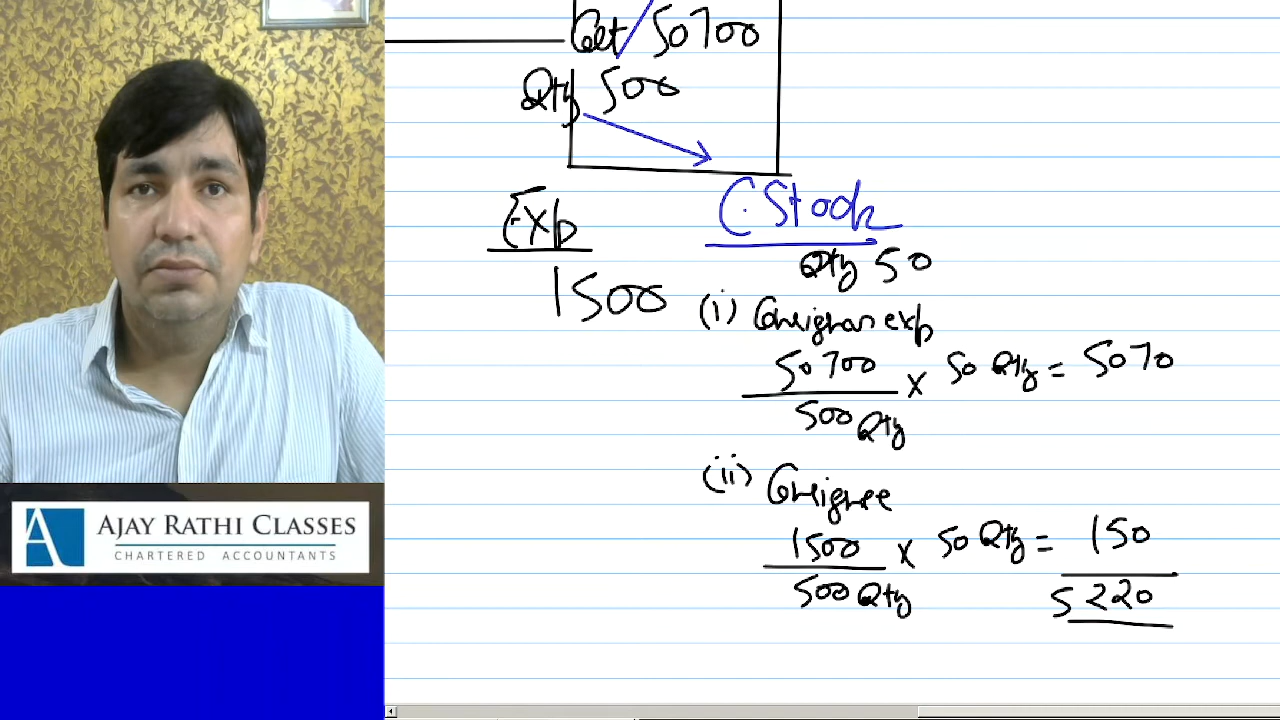 Cost 50700
Qty 500
Exp
1500
C. Stock
Qty 50
(i) Consignor exp
50700
500 Qty
x 50 Qty = 5070
(ii) Consignee
1500
500 Qty
x 50 Qty = 150
5220
A
AJAY RATHI CLASSES
CHARTERED ACCOUNTANTS